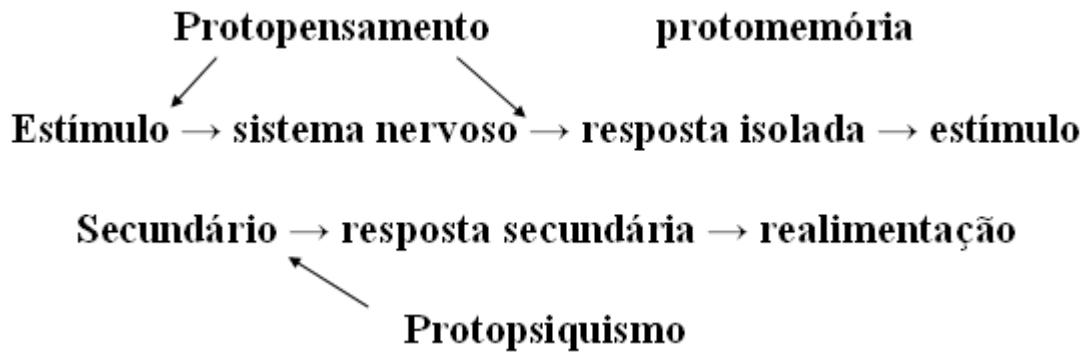 Protopensamento protomemória
Estímulo → sistema nervoso → resposta isolada → estímulo
Secundário → resposta secundária → realimentação
Protopsiquismo